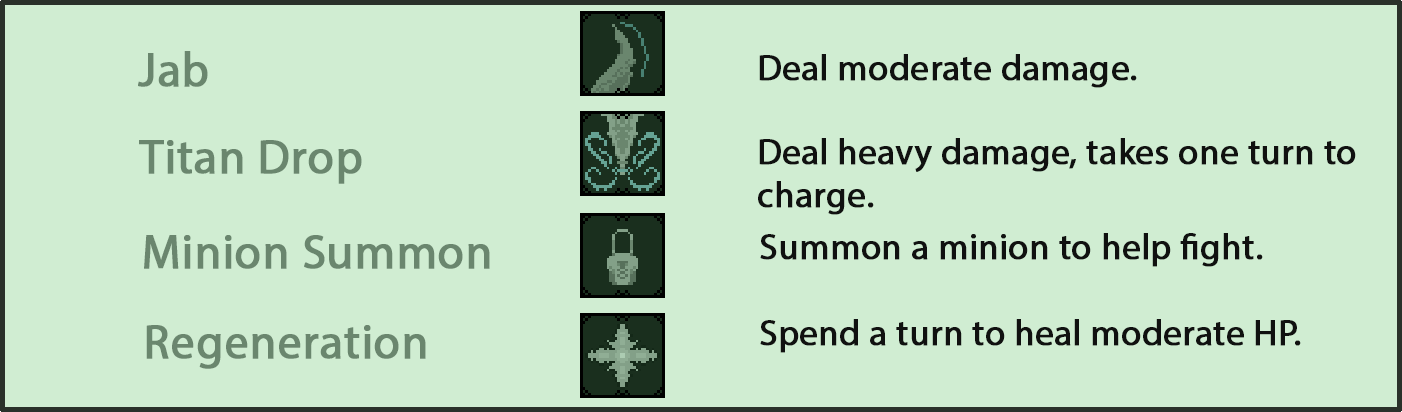 Jab
Deal moderate damage.
Titan Drop
Deal heavy damage, takes one turn to
charge.
Minion Summon
Summon a minion to help fight.
Regeneration
Spend a turn to heal moderate HP.